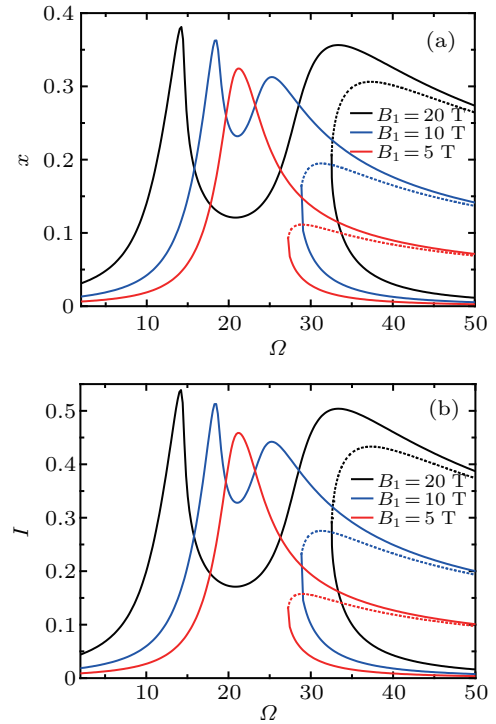 (a)
0.4
0.3
0.2
0.1
0
x
B₁ = 20 T
B₁ = 10 T
B₁ = 5 T
10 20 30 40 50
Ω
(b)
0.5
0.4
0.3
0.2
0.1
0
I
B₁ = 20 T
B₁ = 10 T
B₁ = 5 T
10 20 30 40 50
Ω